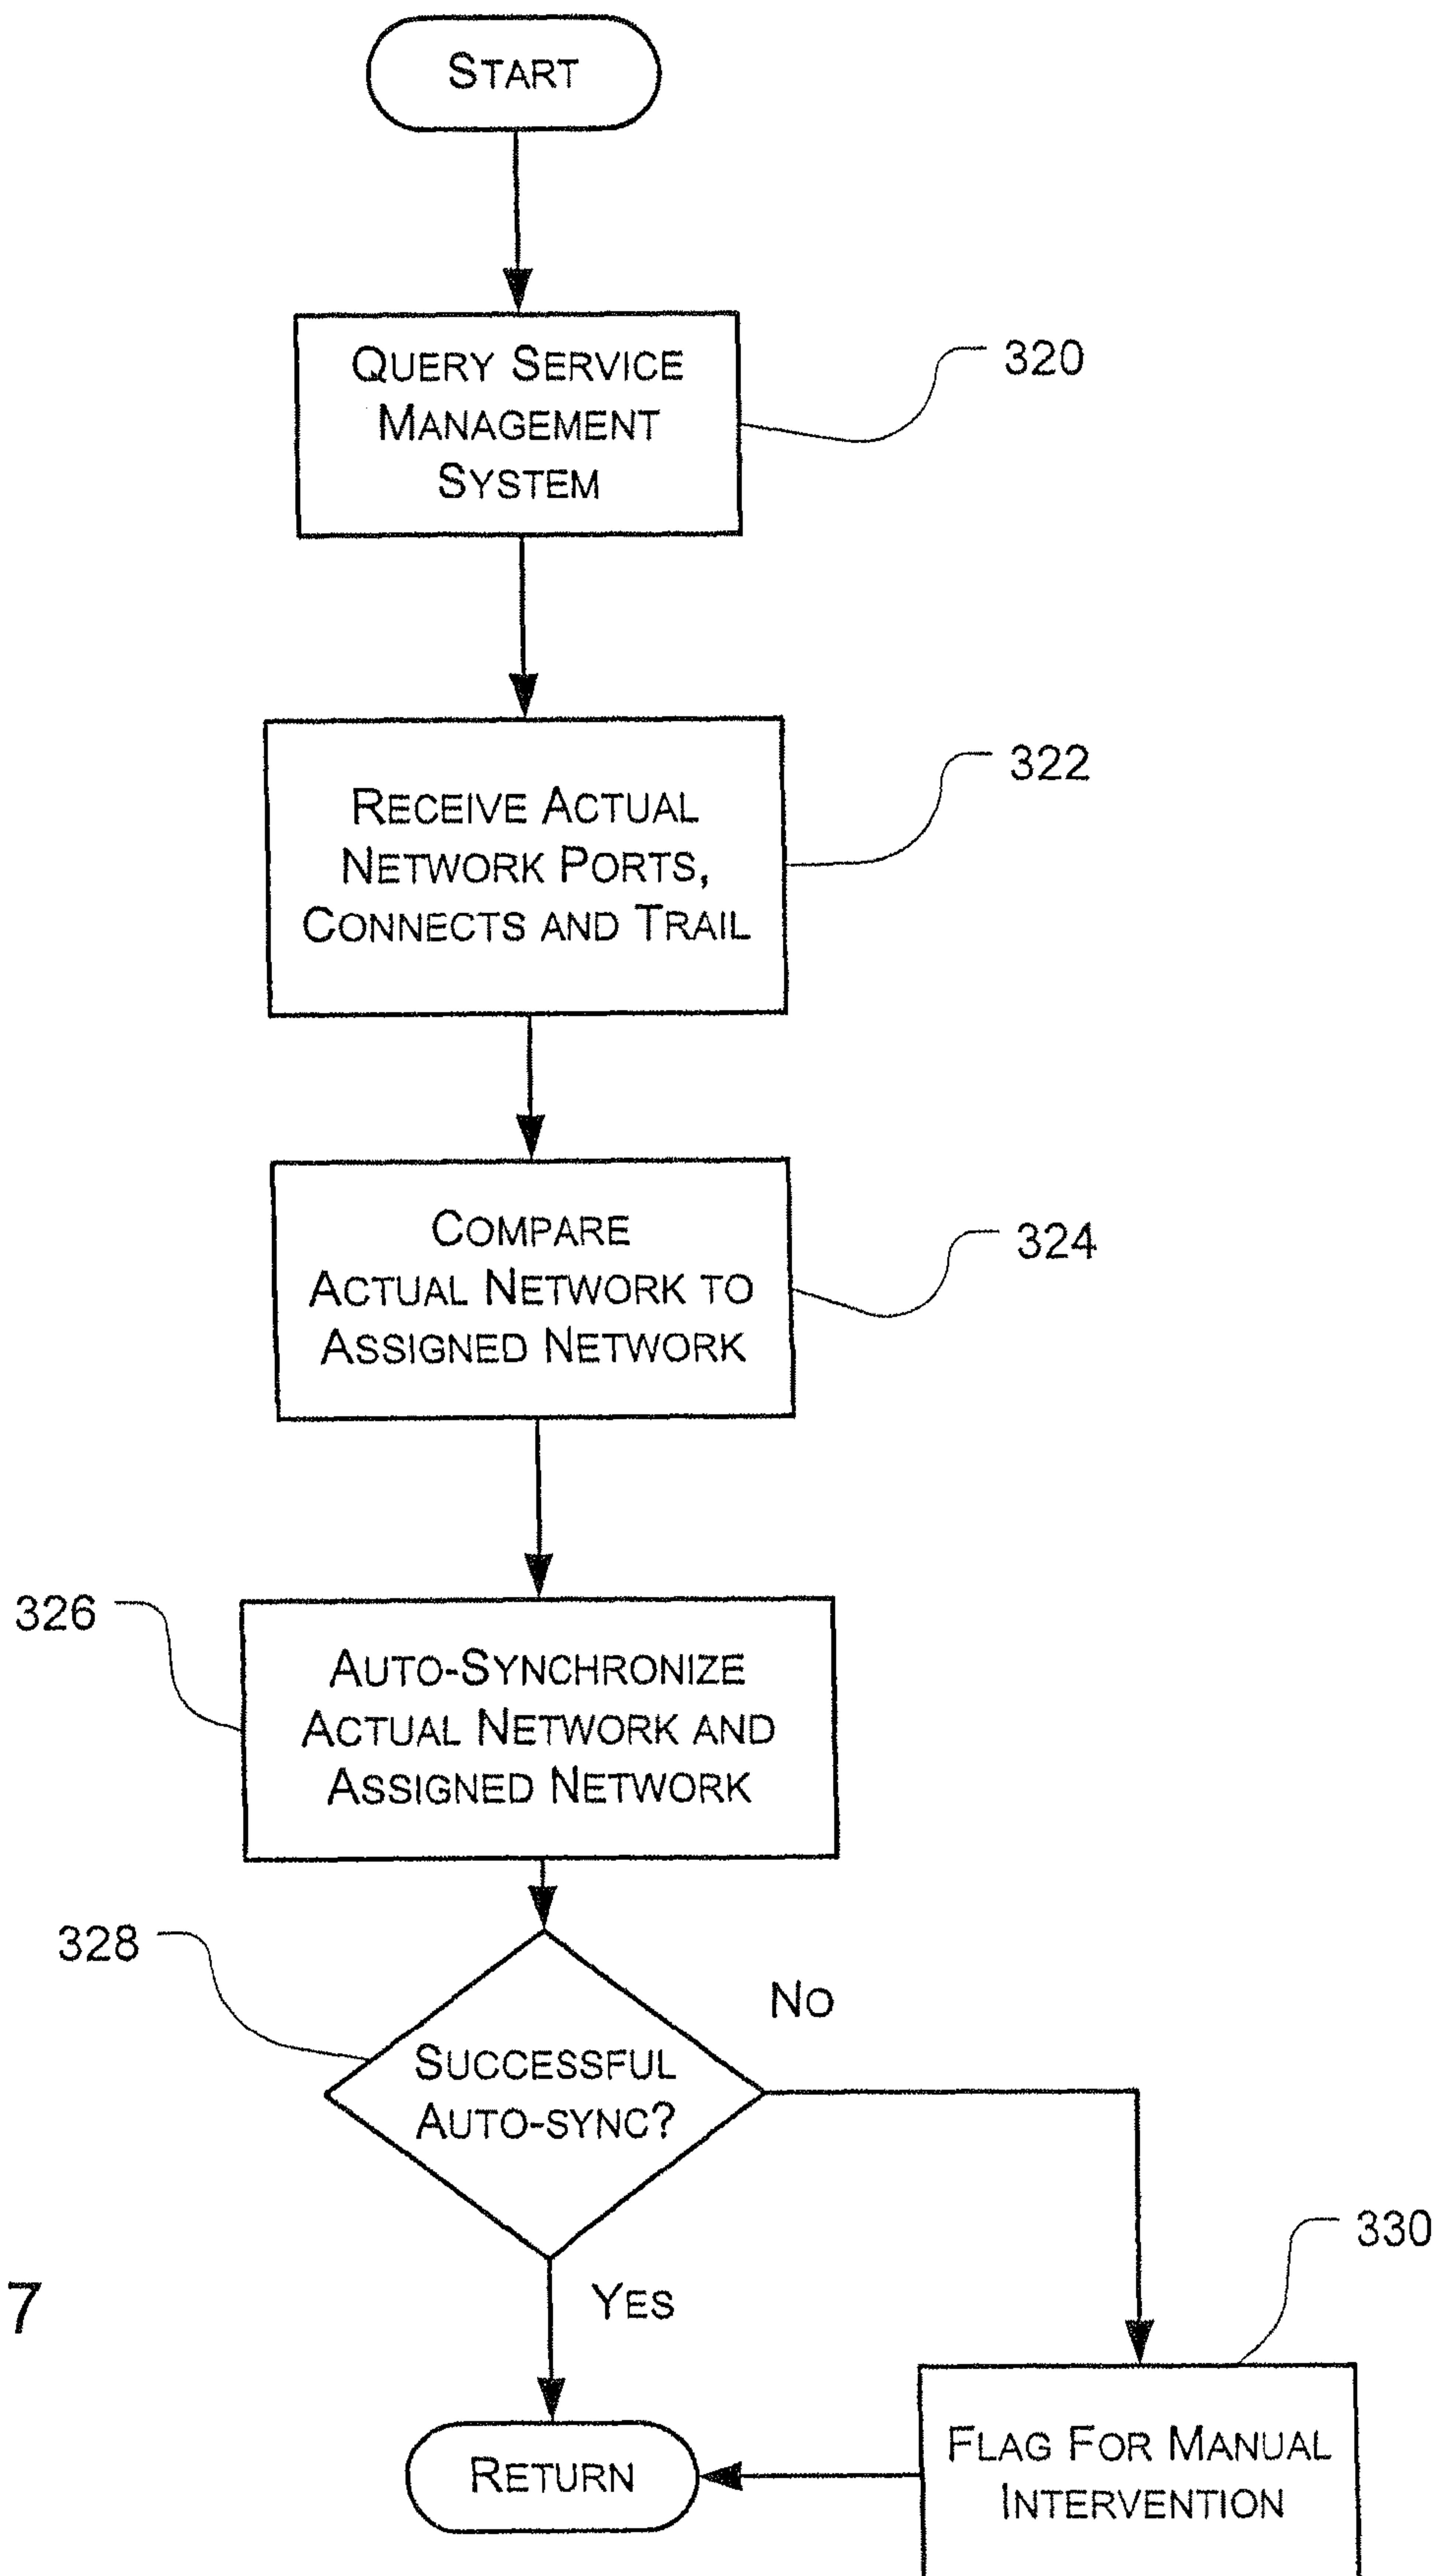 START
QUERY SERVICE
MANAGEMENT
SYSTEM
320
RECEIVE ACTUAL
NETWORK PORTS,
CONNECTS AND TRAIL
322
COMPARE
ACTUAL NETWORK TO
ASSIGNED NETWORK
324
326
AUTO-SYNCHRONIZE
ACTUAL NETWORK AND
ASSIGNED NETWORK
328
SUCCESSFUL
AUTO-SYNC?
NO
YES
330
7
RETURN
FLAG FOR MANUAL
INTERVENTION